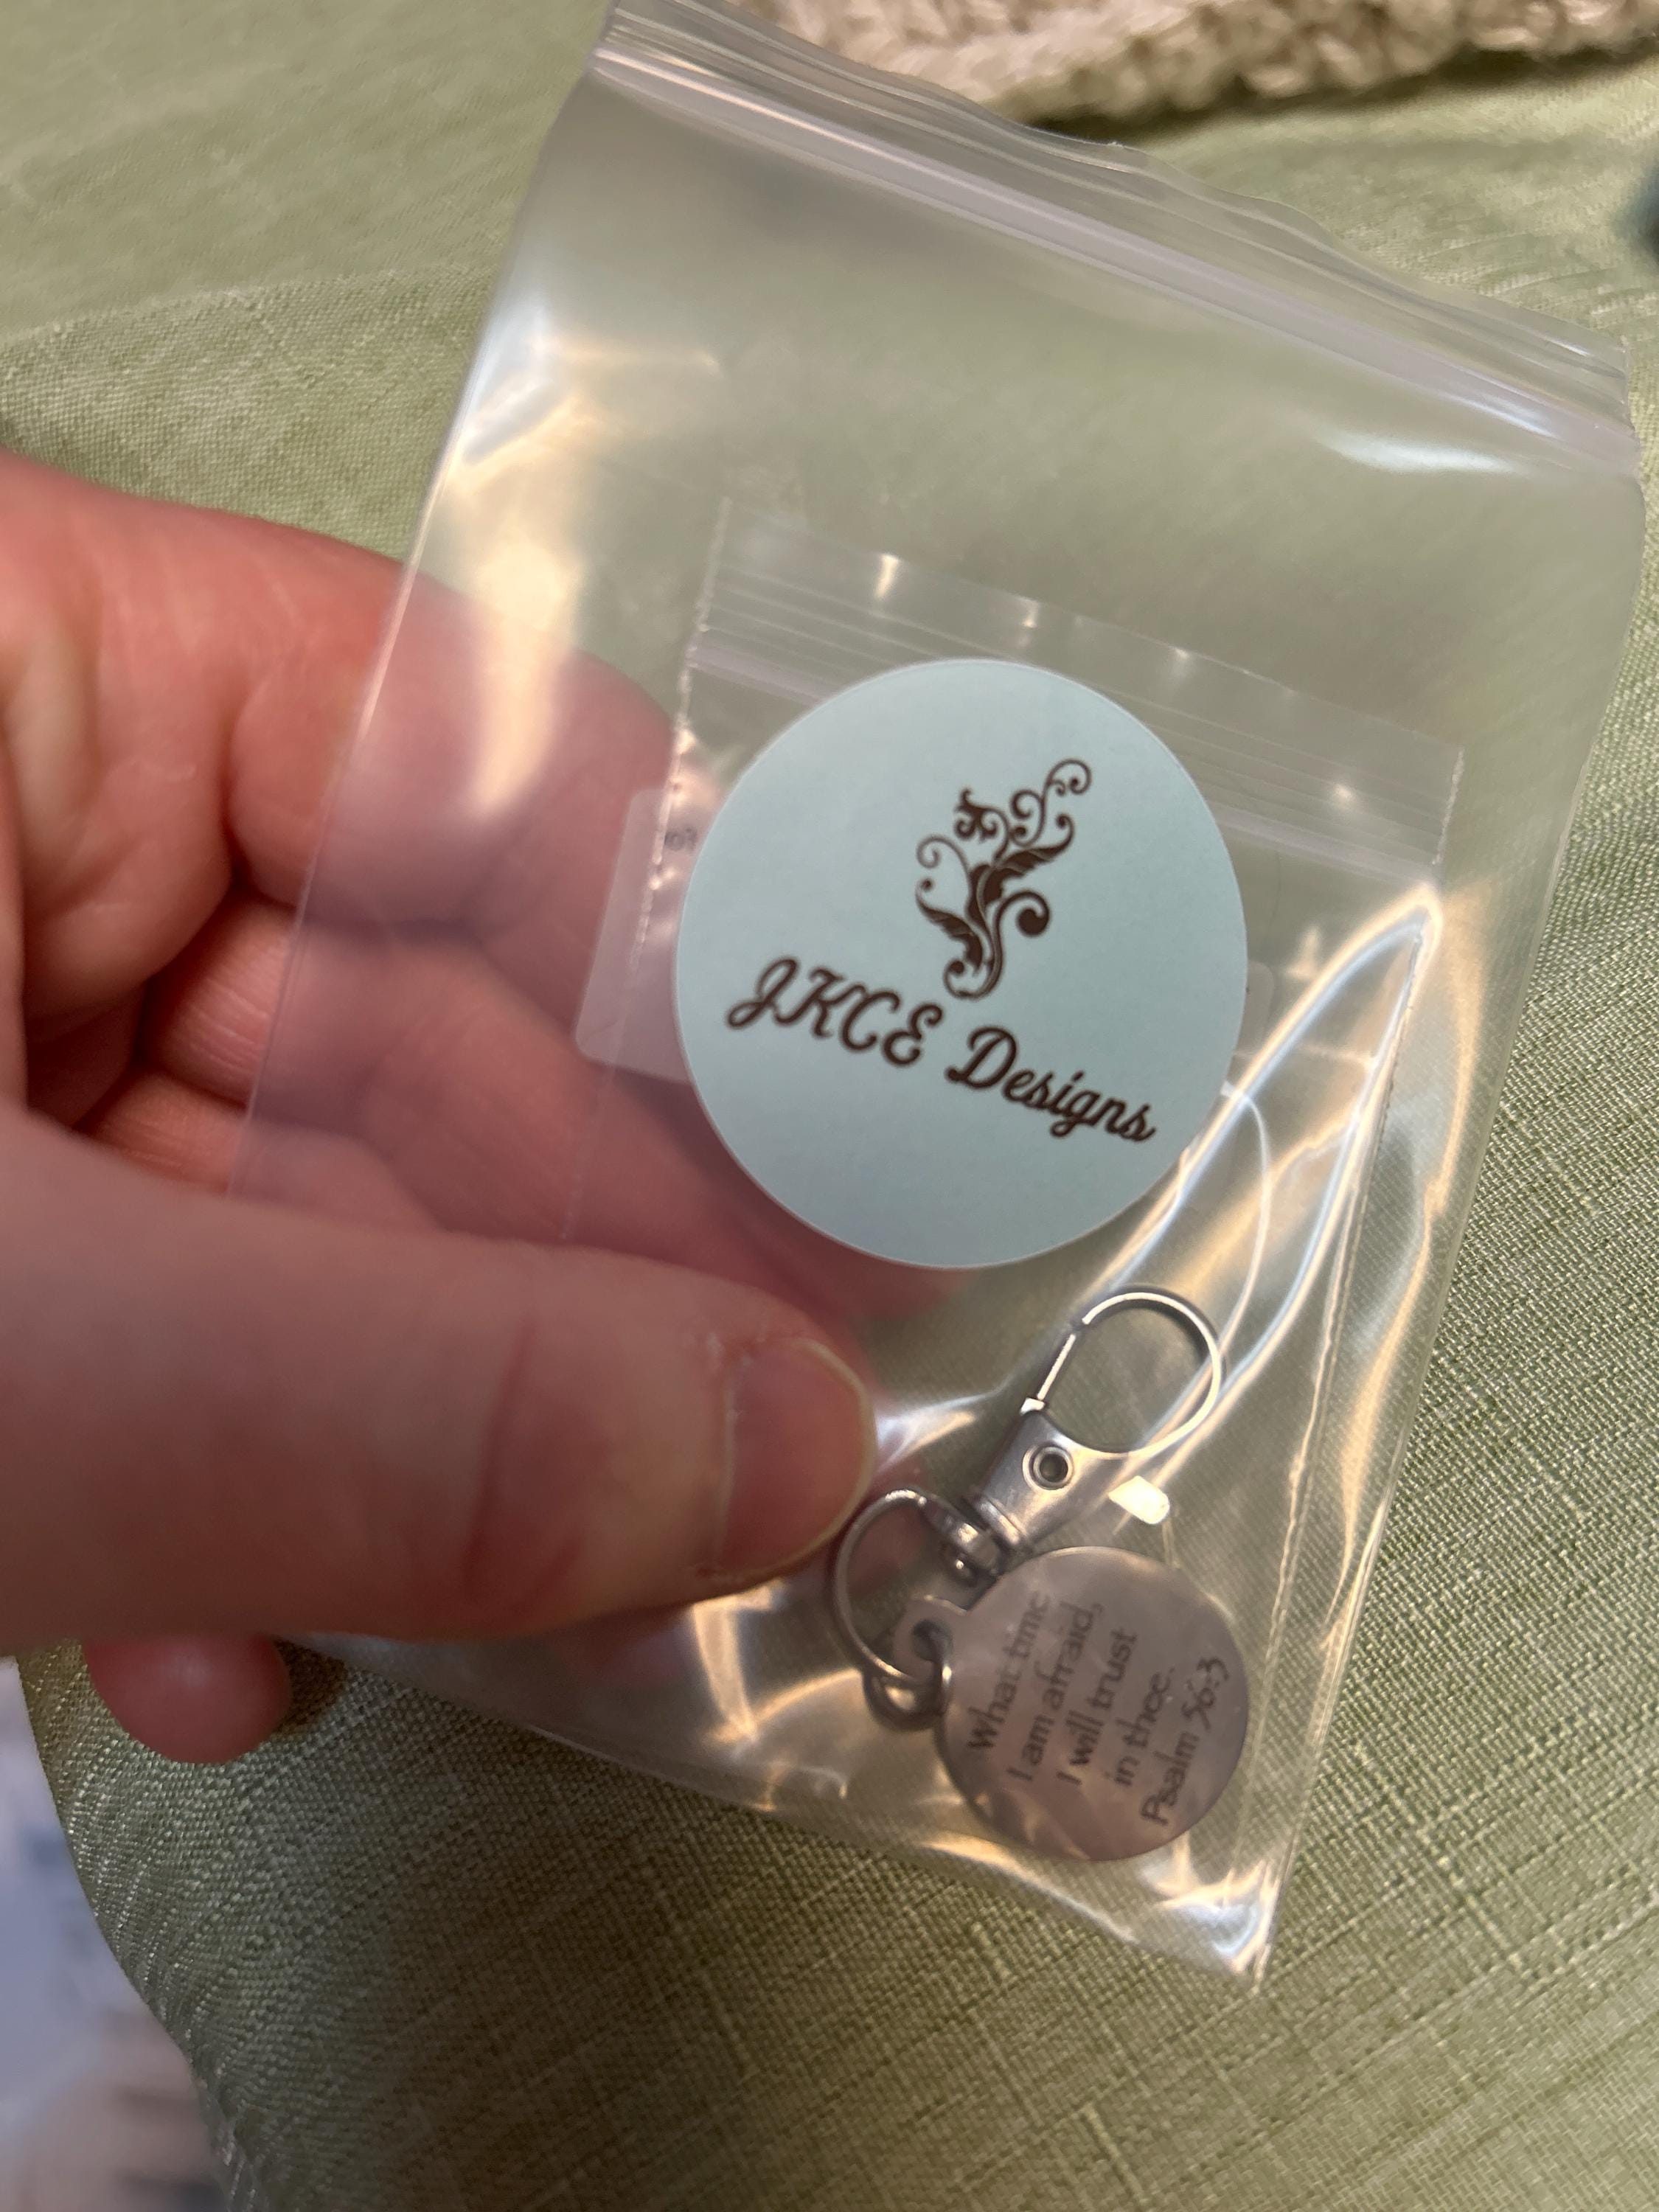 JKCE Designs
What time
I am afraid,
I will trust
in thee.
Psalm 56:3